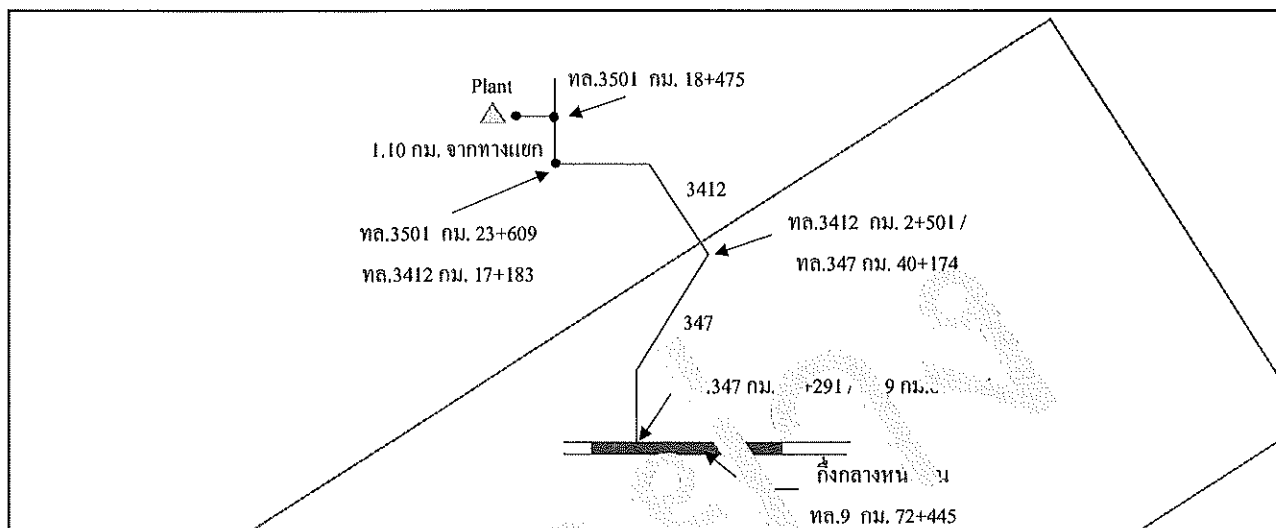 ทล.3501 กม. 18+475
Plant
1.10 กม. จากทางแยก
3412
ทล.3501 กม. 23+609
ทล.3412 กม. 17+183
ทล.3412 กม. 2+501 /
ทล.347 กม. 40+174
347
.347 กม. +291 / 9 กม.
กึ่งกลางหน
ทล.9 กม. 72+445